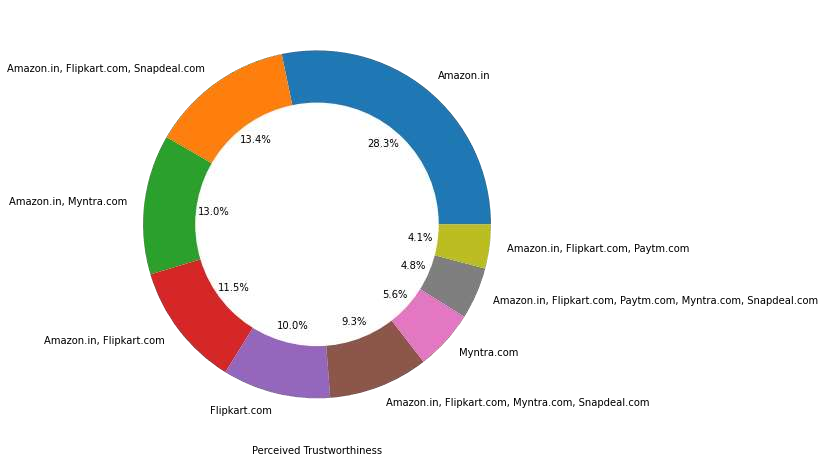 Amazon.in, Flipkart.com, Snapdeal.com
Amazon.in
13.4%
28.3%
Amazon.in, Myntra.com
13.0%
4.1%
Amazon.in, Flipkart.com, Paytm.com
4.8%
11.5%
5.6%
Amazon.in, Flipkart.com, Paytm.com, Myntra.com, Snapdeal.com
10.0%
9.3%
Amazon.in, Flipkart.com
Myntra.com
Flipkart.com
Amazon.in, Flipkart.com, Myntra.com, Snapdeal.com
Perceived Trustworthiness